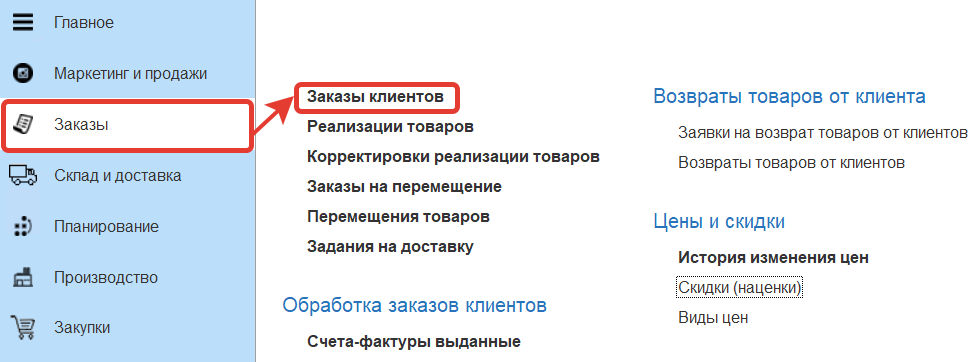 Главное
Маркетинг и продажи
Заказы
Склад и доставка
Планирование
Производство
Закупки
Заказы клиентов
Реализации товаров
Корректировки реализации товаров
Заказы на перемещение
Перемещения товаров
Задания на доставку
Обработка заказов клиентов
Счета-фактуры выданные
Возвраты товаров от клиента
Заявки на возврат товаров от клиентов
Возвраты товаров от клиентов
Цены и скидки
История изменения цен
Скидки (наценки)
Виды цен